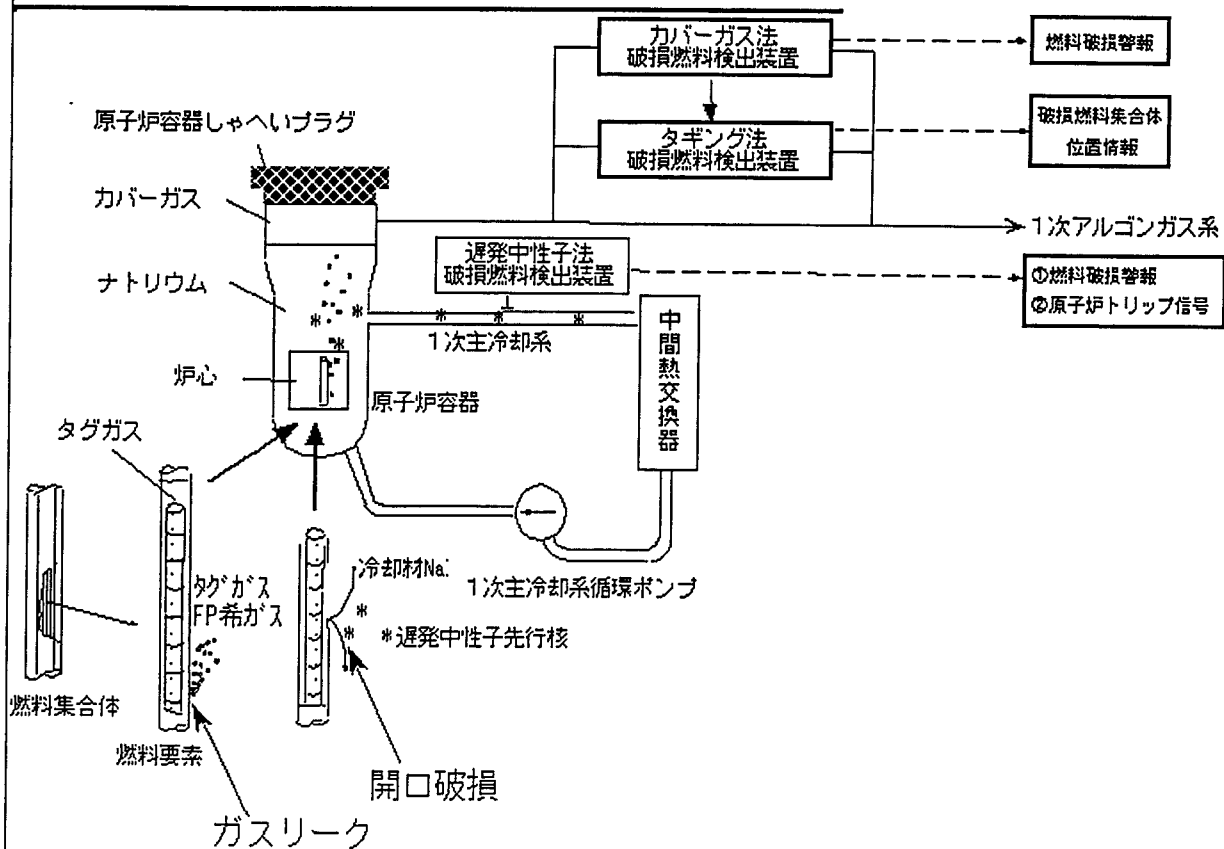 カバーガス法
破損燃料検出装置
燃料破損警報
原子炉容器しゃへいプラグ
タギング法
破損燃料検出装置
破損燃料集合体
位置情報
カバーガス
1次アルゴンガス系
遅発中性子法
破損燃料検出装置
①燃料破損警報
②原子炉トリップ信号
ナトリウム
1次主冷却系
中間熱交換器
炉心
原子炉容器
タグガス
冷却材Na
1次主冷却系循環ポンプ
タグガス
FP希ガス
*遅発中性子先行核
燃料集合体
燃料要素
開口破損
ガスリーク